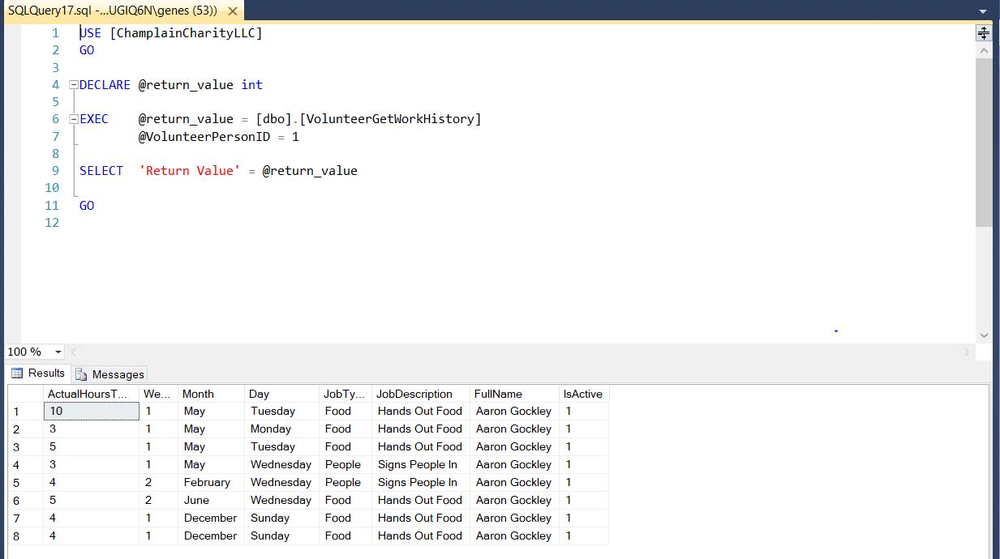 SQLQuery17.sql -...UGIQ6N\genes (53))
1 USE [ChamplainCharityLLC]
2 GO
3
4 DECLARE @return_value int
5
6 EXEC @return_value = [dbo].[VolunteerGetWorkHistory]
7 @VolunteerPersonID = 1
8
9 SELECT 'Return Value' = @return_value
10
11 GO
12
100 %
Results Messages
ActualHoursT... We... Month Day JobTy... JobDescription FullName IsActive
1 10 1 May Tuesday Food Hands Out Food Aaron Gockley 1
2 3 1 May Monday Food Hands Out Food Aaron Gockley 1
3 5 1 May Tuesday Food Hands Out Food Aaron Gockley 1
4 3 1 May Wednesday People Signs People In Aaron Gockley 1
5 4 2 February Wednesday People Signs People In Aaron Gockley 1
6 5 2 June Wednesday Food Hands Out Food Aaron Gockley 1
7 4 1 December Sunday Food Hands Out Food Aaron Gockley 1
8 4 1 December Sunday Food Hands Out Food Aaron Gockley 1